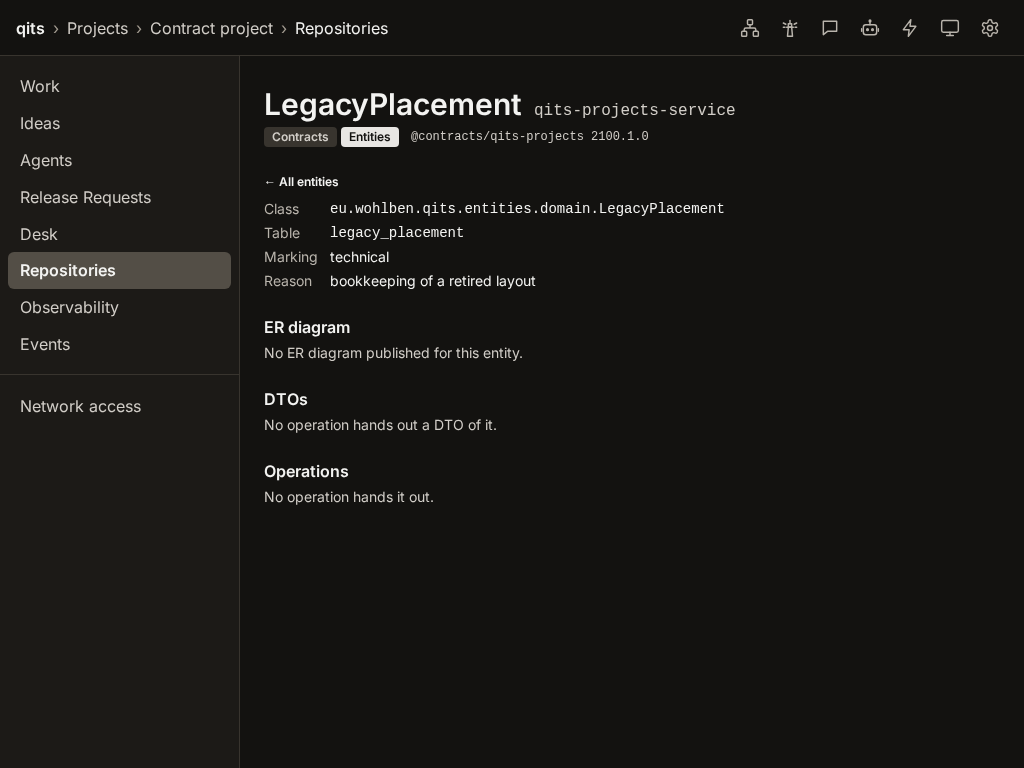 qits › Projects › Contract project › Repositories
Work
Ideas
Agents
Release Requests
Desk
Repositories
Observability
Events
Network access
LegacyPlacement qits-projects-service
Contracts Entities @contracts/qits-projects 2100.1.0
← All entities
Class eu.wohlben.qits.entities.domain.LegacyPlacement
Table legacy_placement
Marking technical
Reason bookkeeping of a retired layout
ER diagram
No ER diagram published for this entity.
DTOs
No operation hands out a DTO of it.
Operations
No operation hands it out.